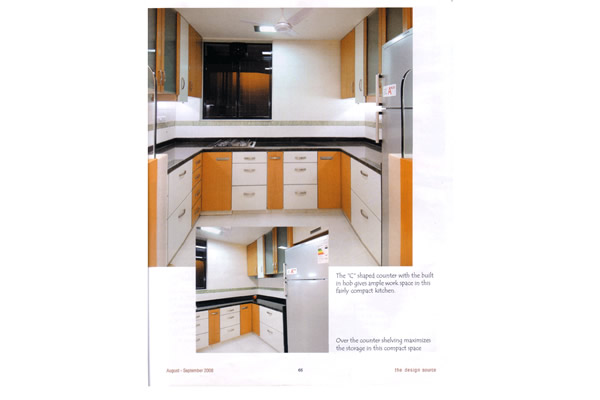 The "C" shaped counter with the built
in hob gives ample work space in this
fairly compact kitchen.
Over the counter shelving maximizes
the storage in this compact space
August - September 2008
66
the design source